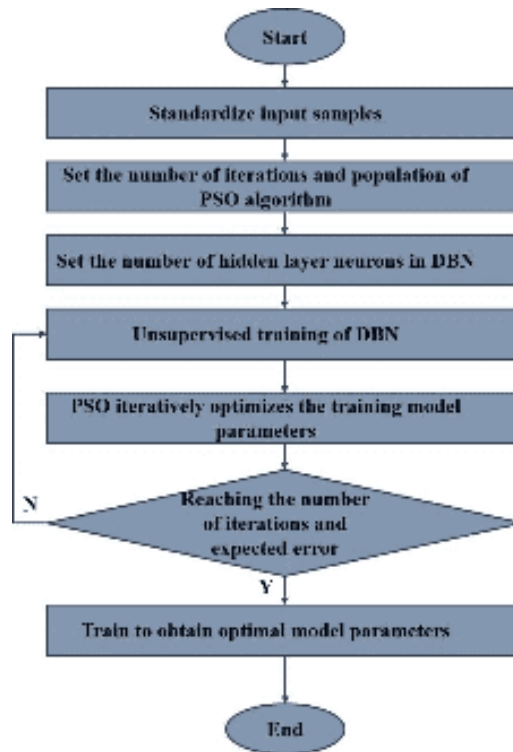 Start
Standardize input samples
Set the number of iterations and population of
PSO algorithm
Set the number of hidden layer neurons in DBN
Unsupervised training of DBN
PSO iteratively optimizes the training model
parameters
Reaching the number
of iterations and
expected error
N
Y
Train to obtain optimal model parameters
End